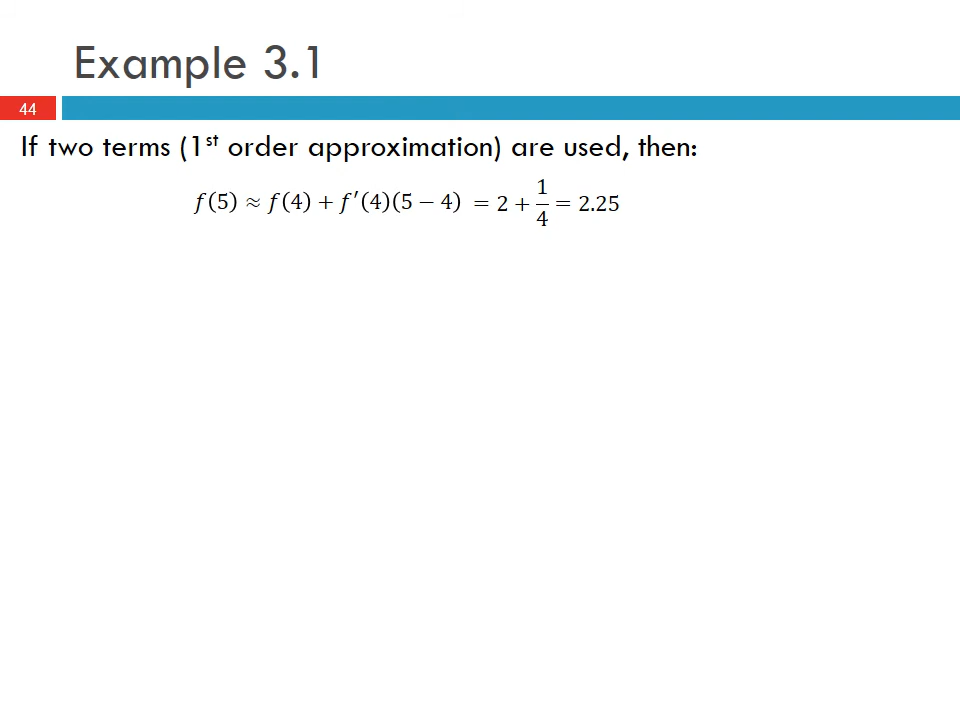 Example 3.1
44
If two terms (1st order approximation) are used, then:
f(5) ≈ f(4) + f′(4)(5 − 4) = 2 + 1/4 = 2.25